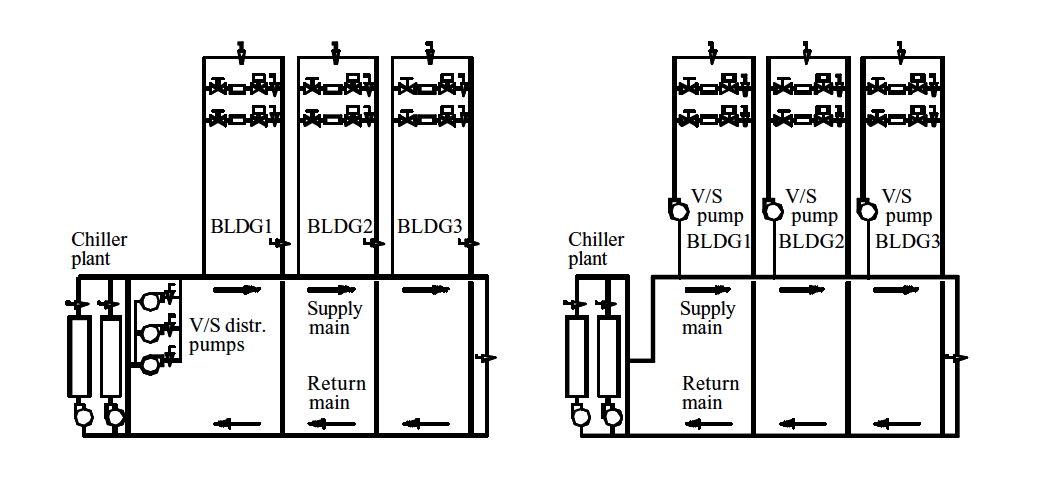 BLDG1
BLDG2
BLDG3
Chiller
plant
V/S distr.
pumps
Supply
main
Return
main
V/S
pump
V/S
pump
V/S
pump
BLDG1
BLDG2
BLDG3
Chiller
plant
Supply
main
Return
main